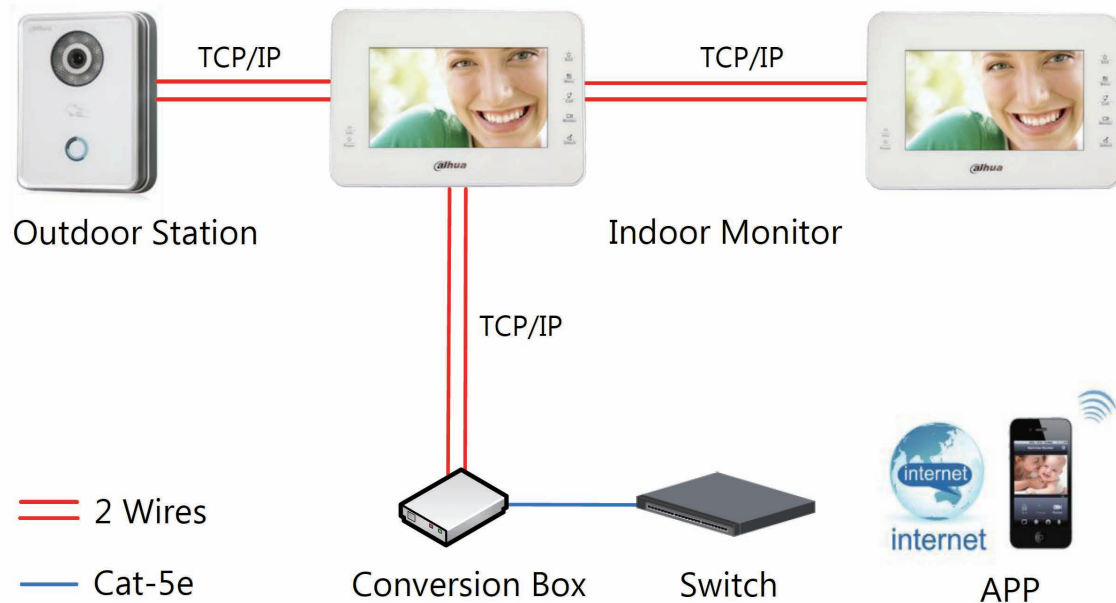 alhua
TCP/IP
TCP/IP
alhua
alhua
Outdoor Station
Indoor Monitor
TCP/IP
internet
internet
2 Wires
Cat-5e
Conversion Box
Switch
APP